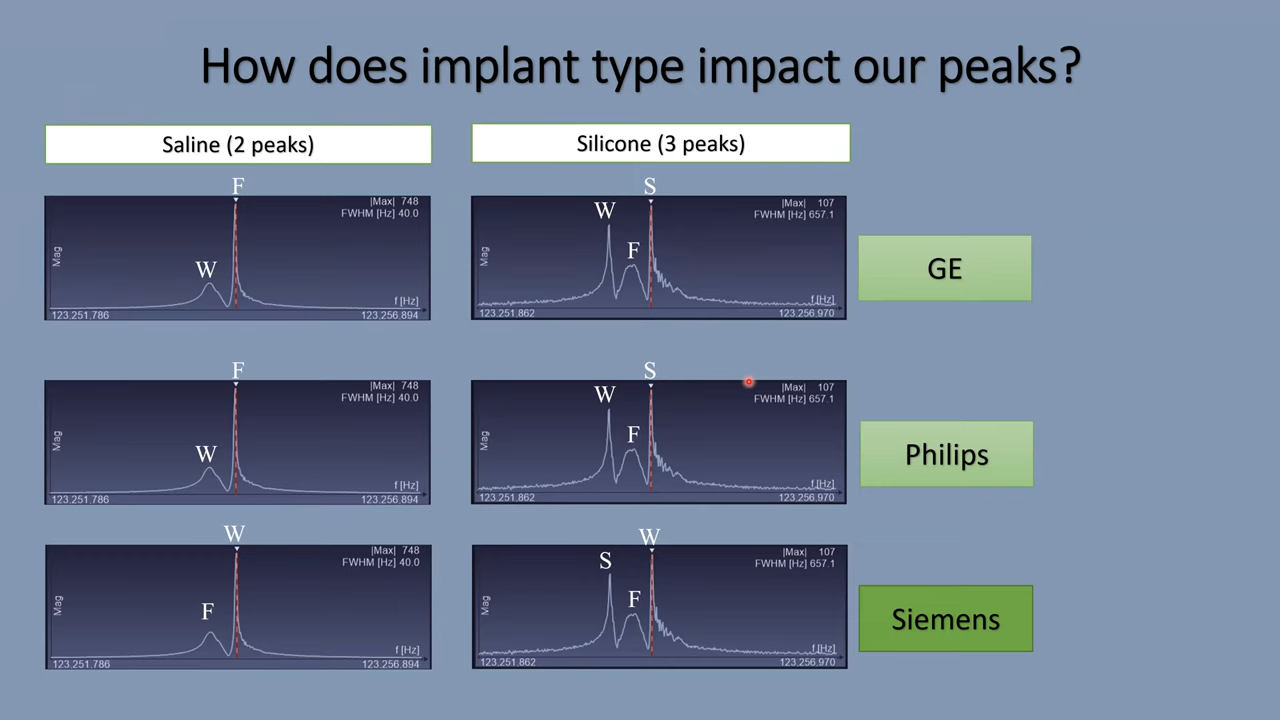 How does implant type impact our peaks?
Saline (2 peaks)
Silicone (3 peaks)
F
W
|Max| 748
FWHM [Hz] 40.0
Mag
f [Hz]
123.251.786
123.256.894
S
W
F
|Max| 107
FWHM [Hz] 657.1
Mag
f [Hz]
123.251.862
123.256.970
GE
F
W
|Max| 748
FWHM [Hz] 40.0
Mag
f [Hz]
123.251.786
123.256.894
S
W
F
|Max| 107
FWHM [Hz] 657.1
Mag
f [Hz]
123.251.862
123.256.970
Philips
W
F
|Max| 748
FWHM [Hz] 40.0
Mag
f [Hz]
123.251.786
123.256.894
W
S
F
|Max| 107
FWHM [Hz] 657.1
Mag
f [Hz]
123.251.862
123.256.970
Siemens